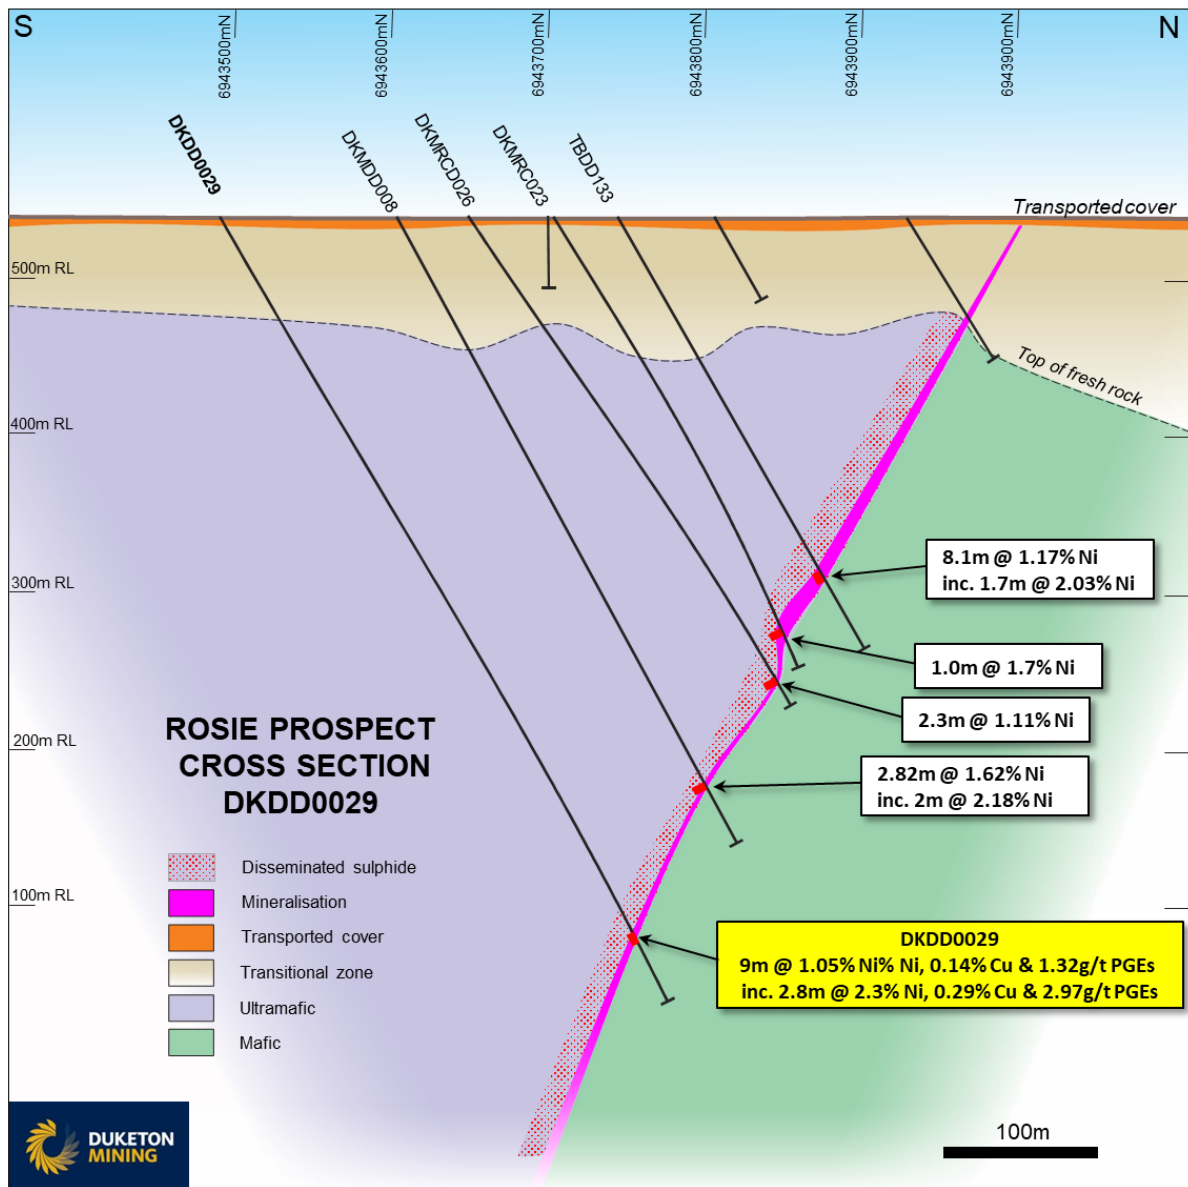 S
N
6943500mN
6943600mN
6943700mN
6943800mN
6943900mN
6943900mN
DKDD0029
DKMDD008
DKMRCD026
DKMRC023
TBDD133
Transported cover
500m RL
Top of fresh rock
400m RL
8.1m @ 1.17% Ni
inc. 1.7m @ 2.03% Ni
300m RL
1.0m @ 1.7% Ni
2.3m @ 1.11% Ni
ROSIE PROSPECT
CROSS SECTION
DKDD0029
200m RL
2.82m @ 1.62% Ni
inc. 2m @ 2.18% Ni
Disseminated sulphide
Mineralisation
Transported cover
Transitional zone
Ultramafic
Mafic
100m RL
DKDD0029
9m @ 1.05% Ni% Ni, 0.14% Cu & 1.32g/t PGEs
inc. 2.8m @ 2.3% Ni, 0.29% Cu & 2.97g/t PGEs
100m
DUKETON
MINING